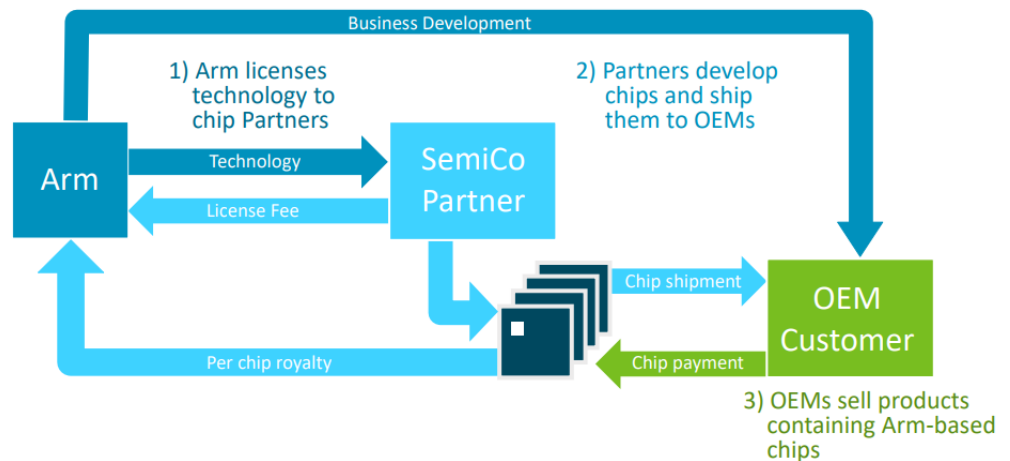 Business Development
1) Arm licenses
technology to
chip Partners
2) Partners develop
chips and ship
them to OEMs
Arm
Technology
License Fee
SemiCo
Partner
Chip shipment
OEM
Customer
Per chip royalty
Chip payment
3) OEMs sell products
containing Arm-based
chips